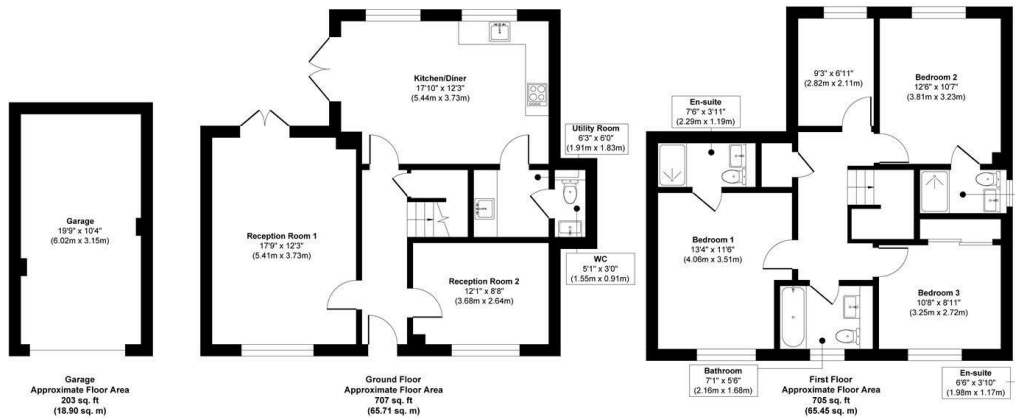 Garage
19'9" x 10'4"
(6.02m x 3.15m)
Garage
Approximate Floor Area
203 sq. ft
(18.90 sq. m)
Kitchen/Diner
17'10" x 12'3"
(5.44m x 3.73m)
Utility Room
6'3" x 6'0"
(1.91m x 1.83m)
Reception Room 1
17'9" x 12'3"
(5.41m x 3.73m)
WC
5'1" x 3'0"
(1.55m x 0.91m)
Reception Room 2
12'1" x 8'8"
(3.68m x 2.64m)
Ground Floor
Approximate Floor Area
707 sq. ft
(65.71 sq. m)
9'3" x 6'11"
(2.82m x 2.11m)
Bedroom 2
12'6" x 10'7"
(3.81m x 3.23m)
En-suite
7'6" x 3'11"
(2.29m x 1.19m)
Bedroom 1
13'4" x 11'6"
(4.06m x 3.51m)
Bedroom 3
10'8" x 8'11"
(3.25m x 2.72m)
Bathroom
7'1" x 5'6"
(2.16m x 1.68m)
First Floor
Approximate Floor Area
705 sq. ft
(65.45 sq. m)
En-suite
6'6" x 3'10"
(1.98m x 1.17m)